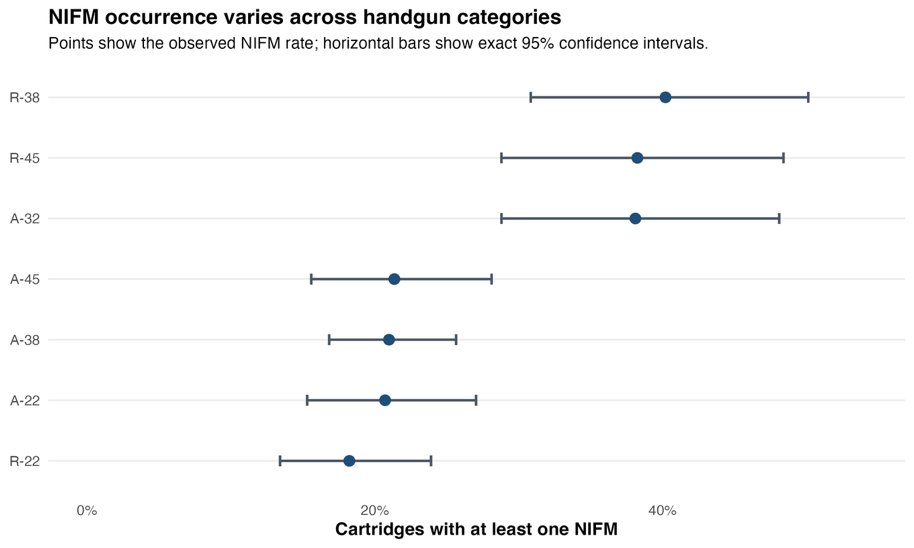 NIFM occurrence varies across handgun categories
Points show the observed NIFM rate; horizontal bars show exact 95% confidence intervals.
R-38
R-45
A-32
A-45
A-38
A-22
R-22
0% 20% 40%
Cartridges with at least one NIFM